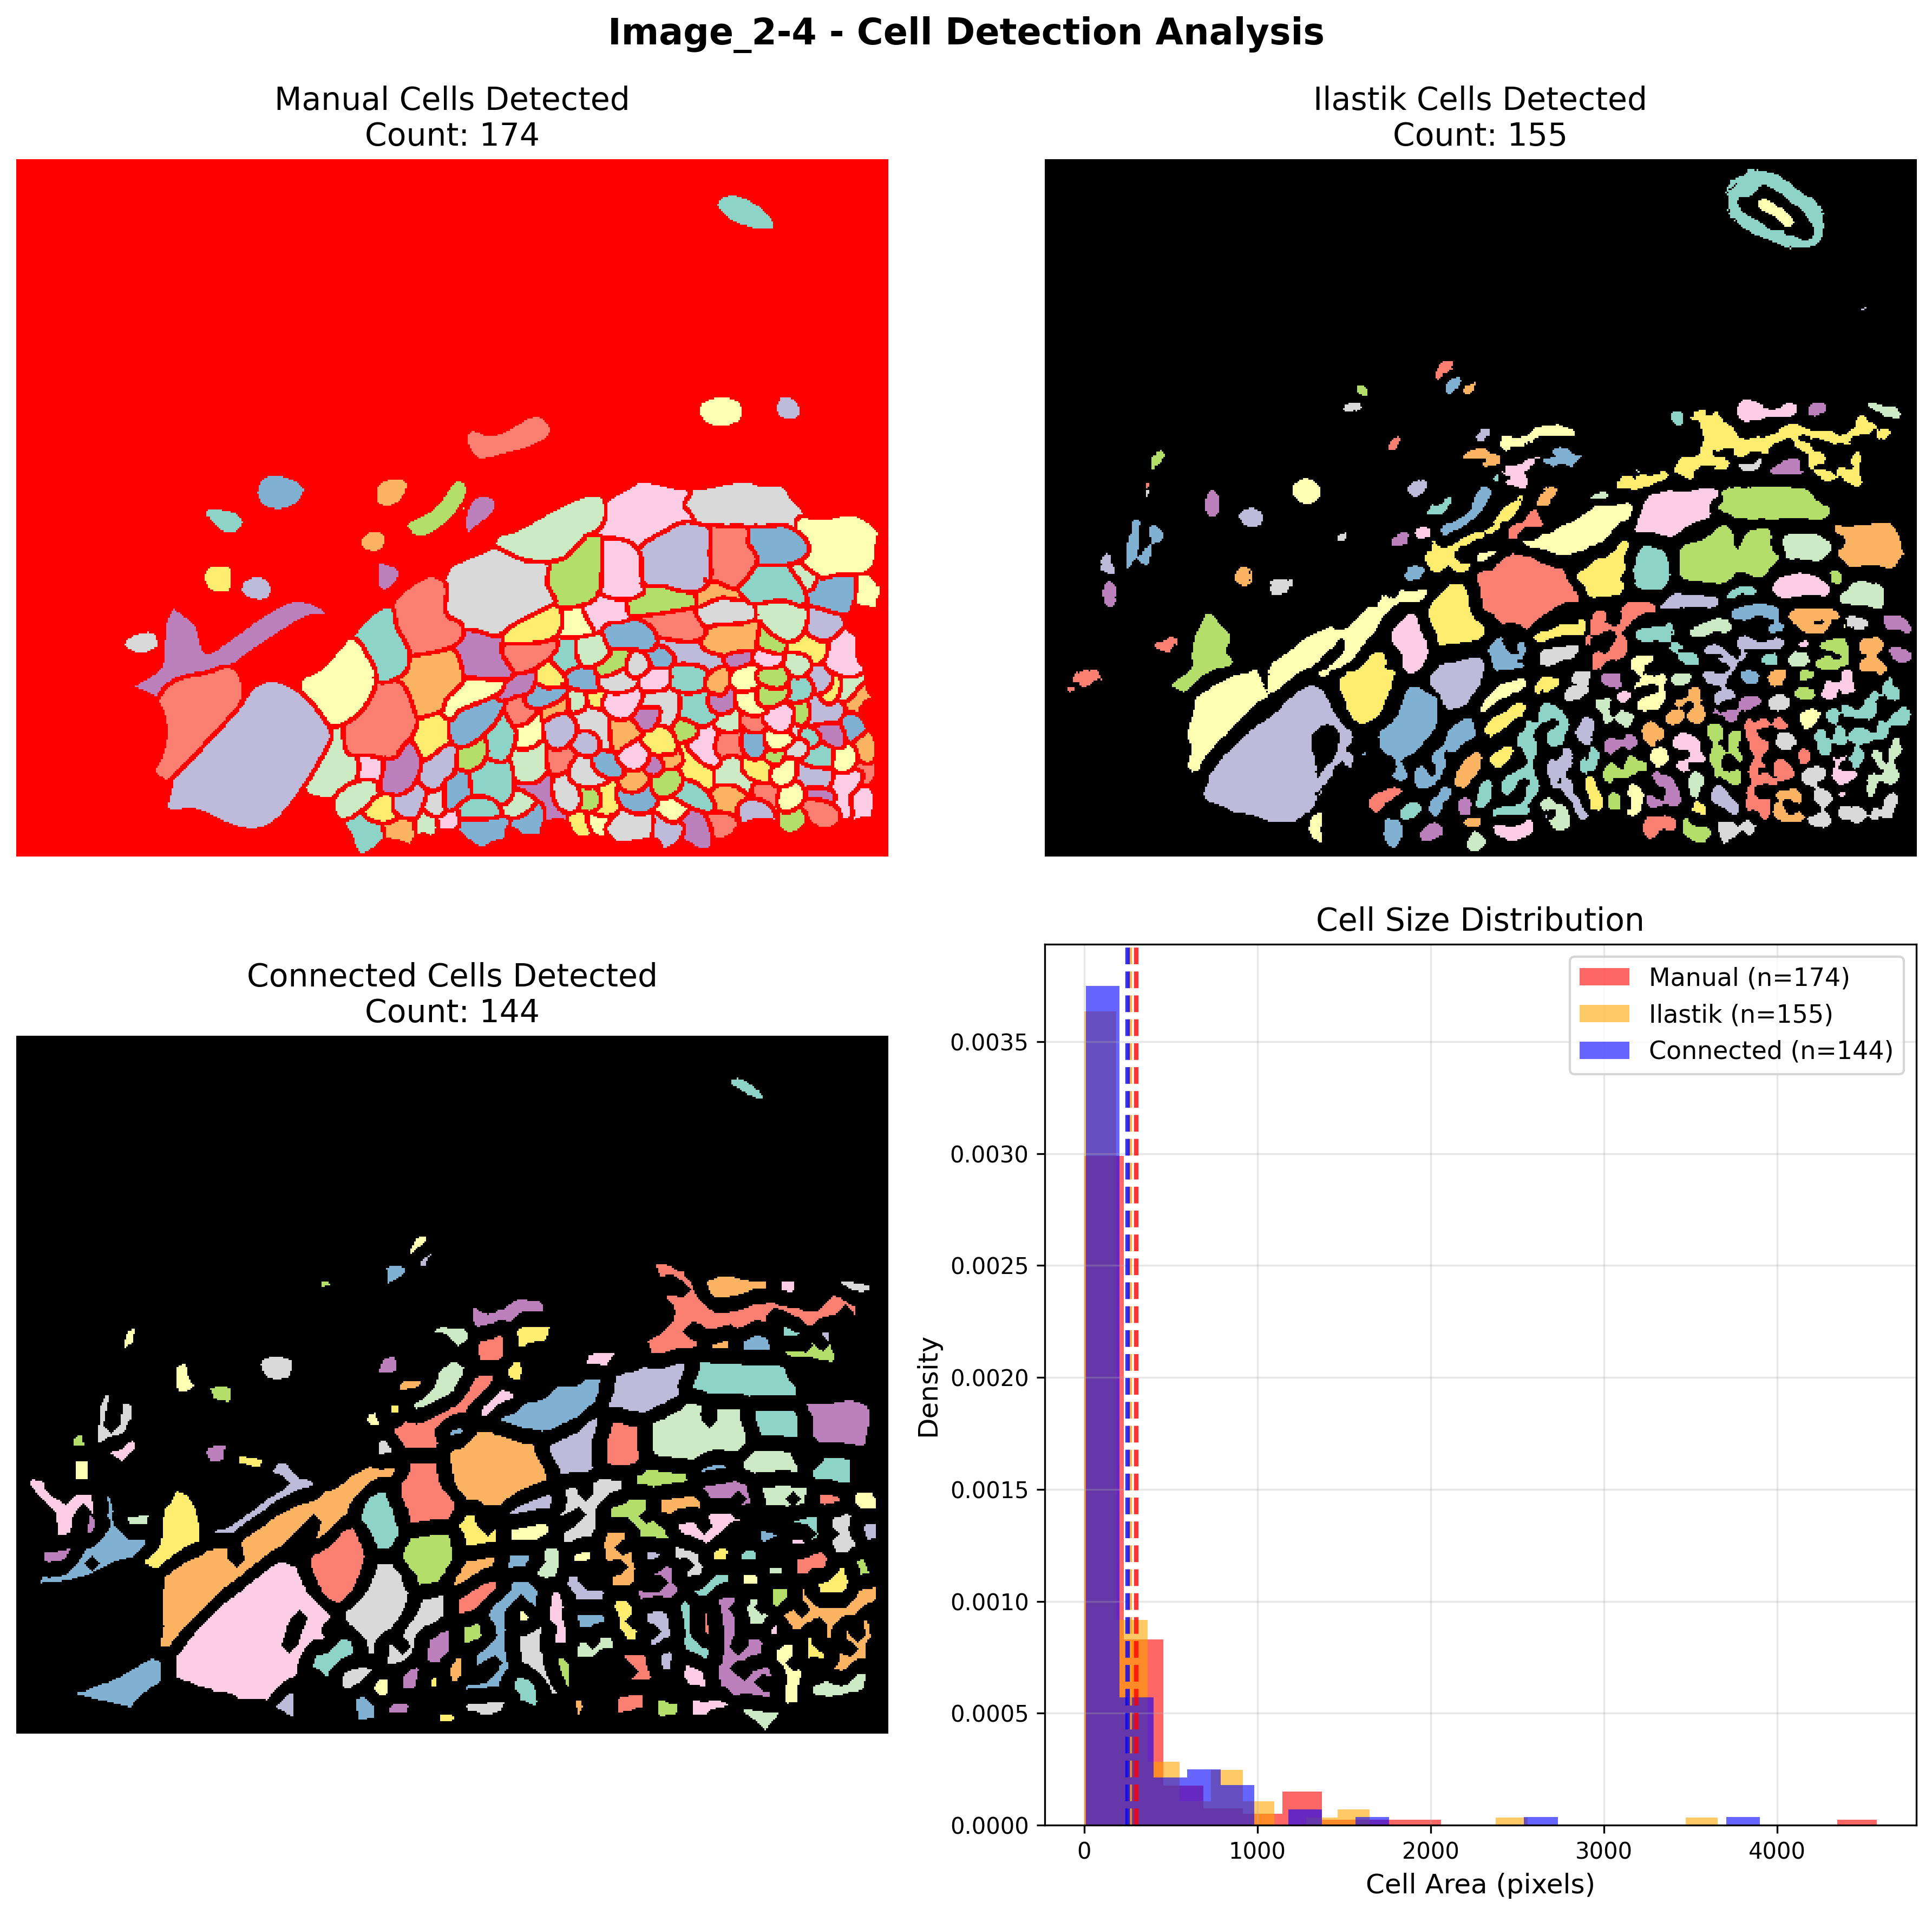 Image_2-4 - Cell Detection Analysis
Manual Cells Detected
Count: 174
Ilastik Cells Detected
Count: 155
Connected Cells Detected
Count: 144
Cell Size Distribution
Manual (n=174)
Ilastik (n=155)
Connected (n=144)
Density
0.0035
0.0030
0.0025
0.0020
0.0015
0.0010
0.0005
0.0000
0
1000
2000
3000
4000
Cell Area (pixels)